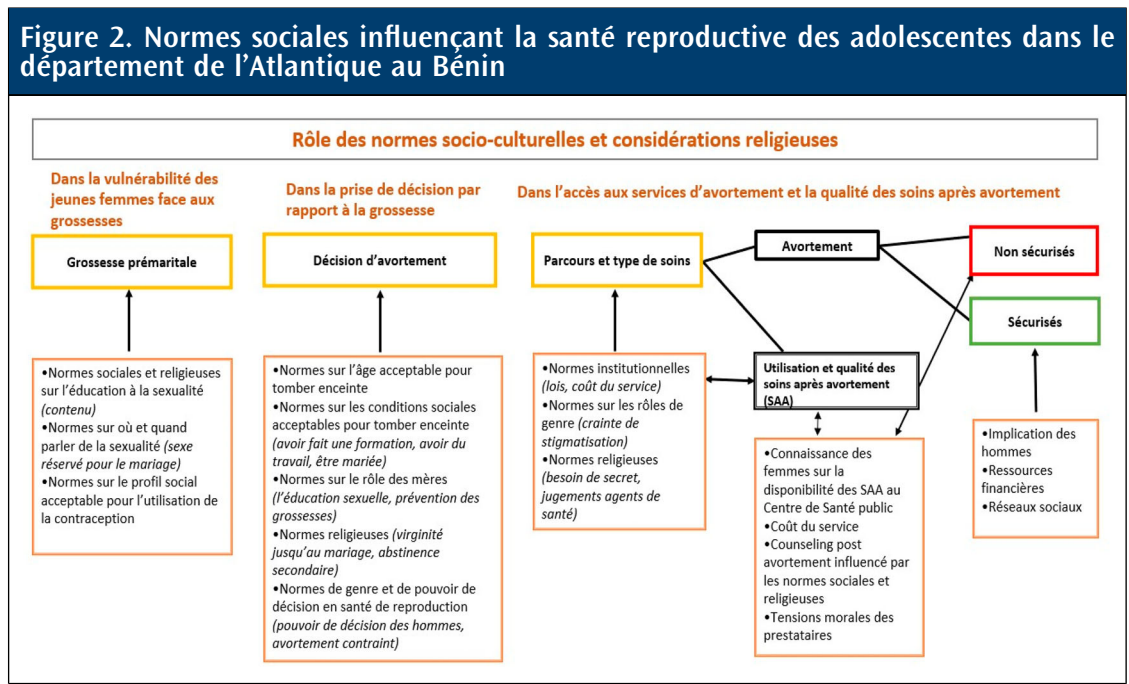 Figure 2. Normes sociales influençant la santé reproductive des adolescentes dans le
département de l'Atlantique au Bénin
Rôle des normes socio-culturelles et considérations religieuses
Dans la vulnérabilité des
jeunes femmes face aux
grossesses
Grossesse prémaritale
•Normes sociales et religieuses
sur l'éducation à la sexualité
(contenu)
•Normes sur où et quand
parler de la sexualité (sexe
réservé pour le mariage)
•Normes sur le profil social
acceptable pour l'utilisation de
la contraception
Dans la prise de décision par
rapport à la grossesse
Décision d'avortement
•Normes sur l'âge acceptable pour
tomber enceinte
•Normes sur les conditions sociales
acceptables pour tomber enceinte
(avoir fait une formation, avoir du
travail, être mariée)
•Normes sur le rôle des mères
(l'éducation sexuelle, prévention des
grossesses)
•Normes religieuses (virginité
jusqu'au mariage, abstinence
secondaire)
•Normes de genre et de pouvoir de
décision en santé de reproduction
(pouvoir de décision des hommes,
avortement contraint)
Dans l'accès aux services d'avortement et la qualité des soins après avortement
Parcours et type de soins
•Normes institutionnelles
(lois, coût du service)
•Normes sur les rôles de
genre (crainte de
stigmatisation)
•Normes religieuses
(besoin de secret,
jugements agents de
santé)
Avortement
Utilisation et qualité des
soins après avortement
(SAA)
•Connaissance des
femmes sur la
disponibilité des SAA au
Centre de Santé public
•Coût du service
•Counseling post
avortement influencé par
les normes sociales et
religieuses
•Tensions morales des
prestataires
Non sécurisés
Sécurisés
•Implication des
hommes
•Ressources
financières
•Réseaux sociaux